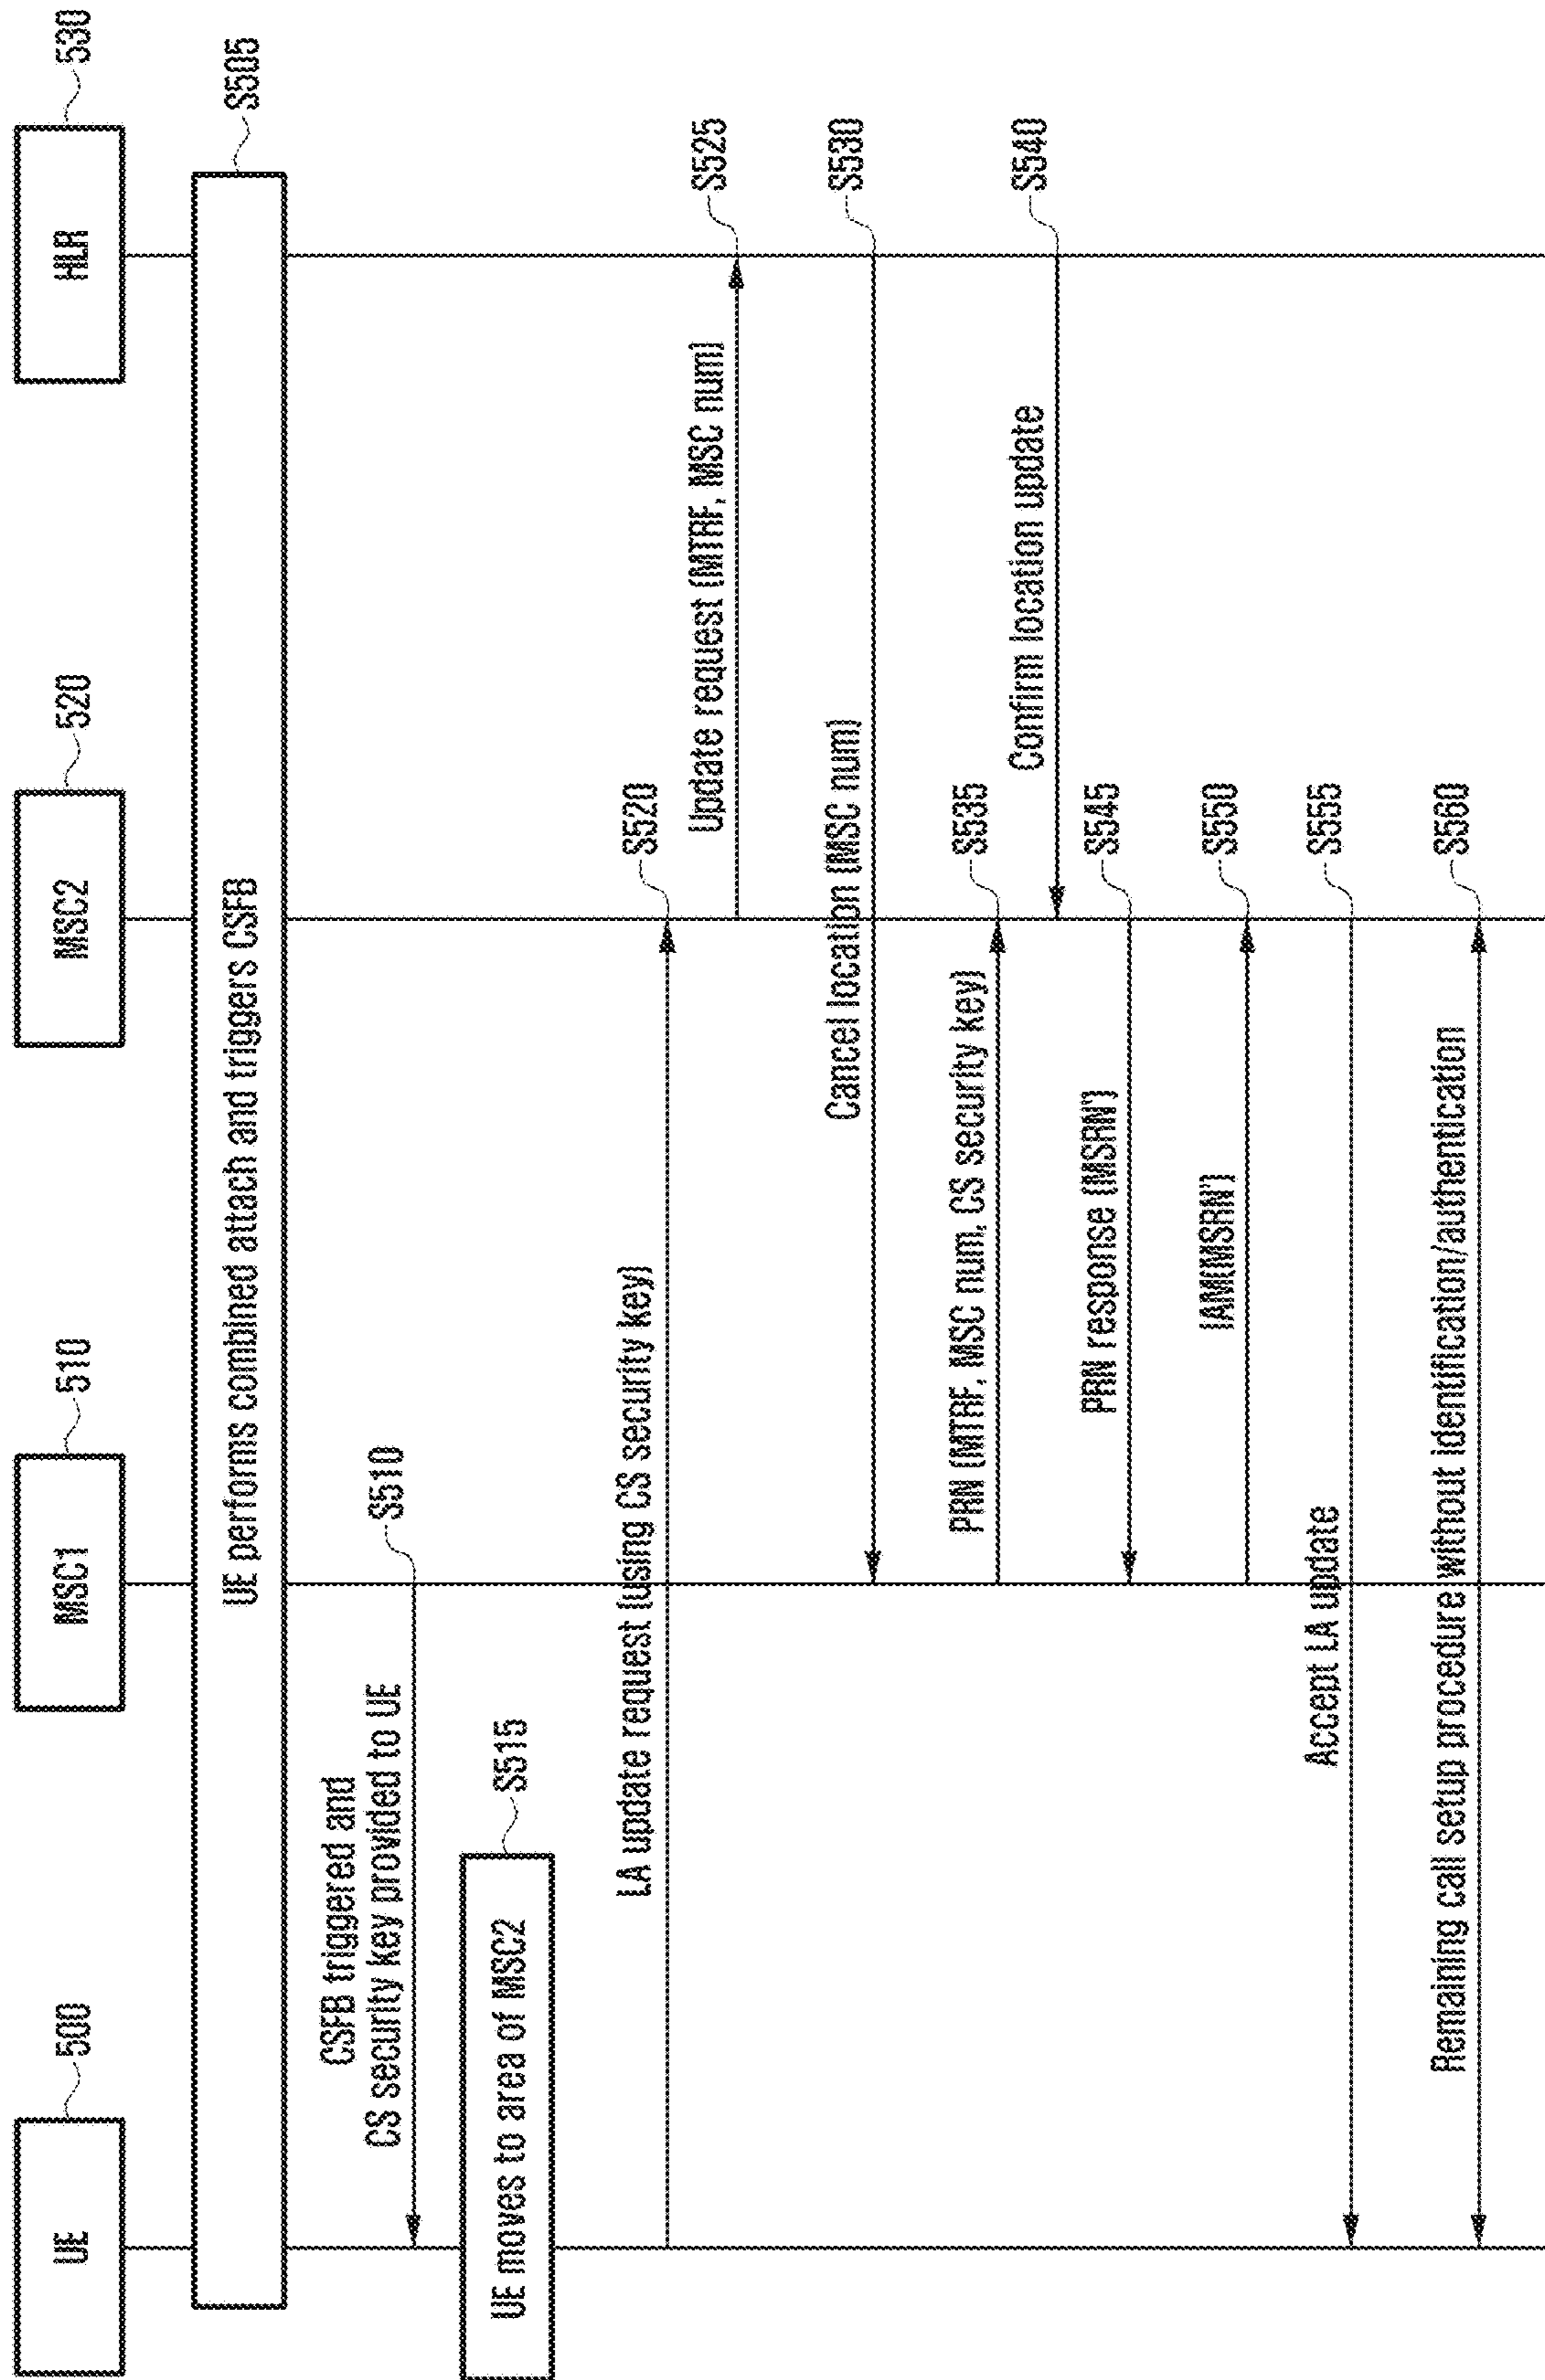 UE
500
MSC1
510
MSC2
520
HLR
530
UE performs combined attach and triggers CSFB
S505
CSFB triggered and
CS security key provided to UE
S510
UE moves to area of MSC2
S515
LA update request (using CS security key)
S520
Update request (MTRF, MSC num)
S525
Cancel location (MSC num)
S530
PRN (MTRF, MSC num, CS security key)
S535
Confirm location update
S540
PRN response (MSRN')
S545
IAM(MSRN')
S550
Accept LA update
S555
Remaining call setup procedure without identification/authentication
S560